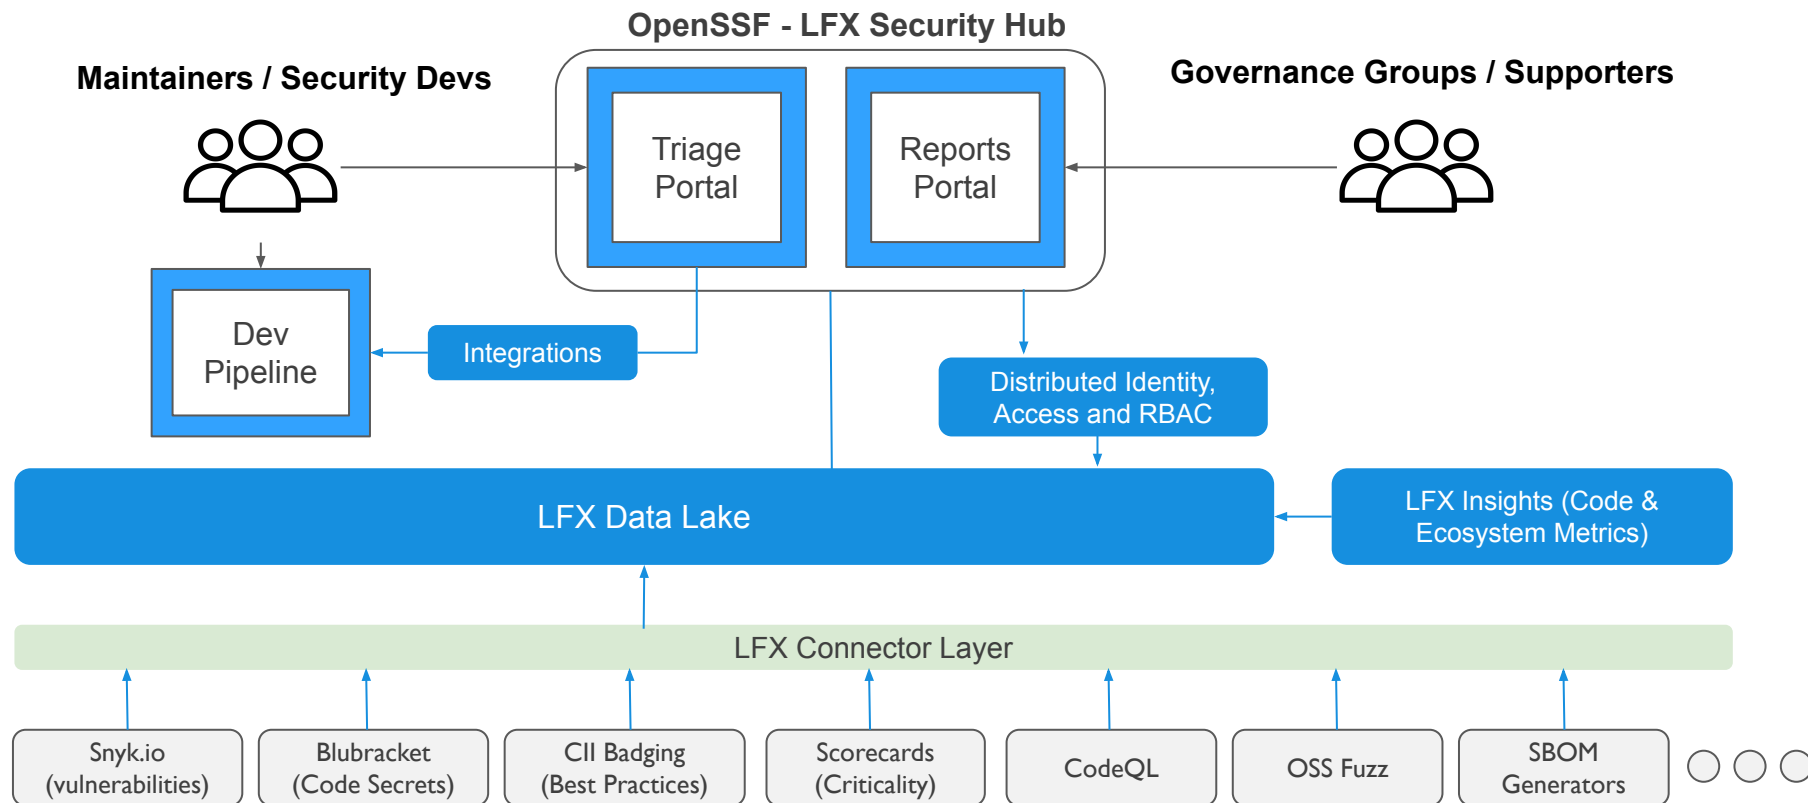 OpenSSF - LFX Security Hub
Maintainers / Security Devs
Governance Groups / Supporters
Triage
Portal
Reports
Portal
Dev
Pipeline
Integrations
Distributed Identity,
Access and RBAC
LFX Data Lake
LFX Insights (Code &
Ecosystem Metrics)
LFX Connector Layer
Snyk.io
(vulnerabilities)
Blubracket
(Code Secrets)
CII Badging
(Best Practices)
Scorecards
(Criticality)
CodeQL
OSS Fuzz
SBOM
Generators